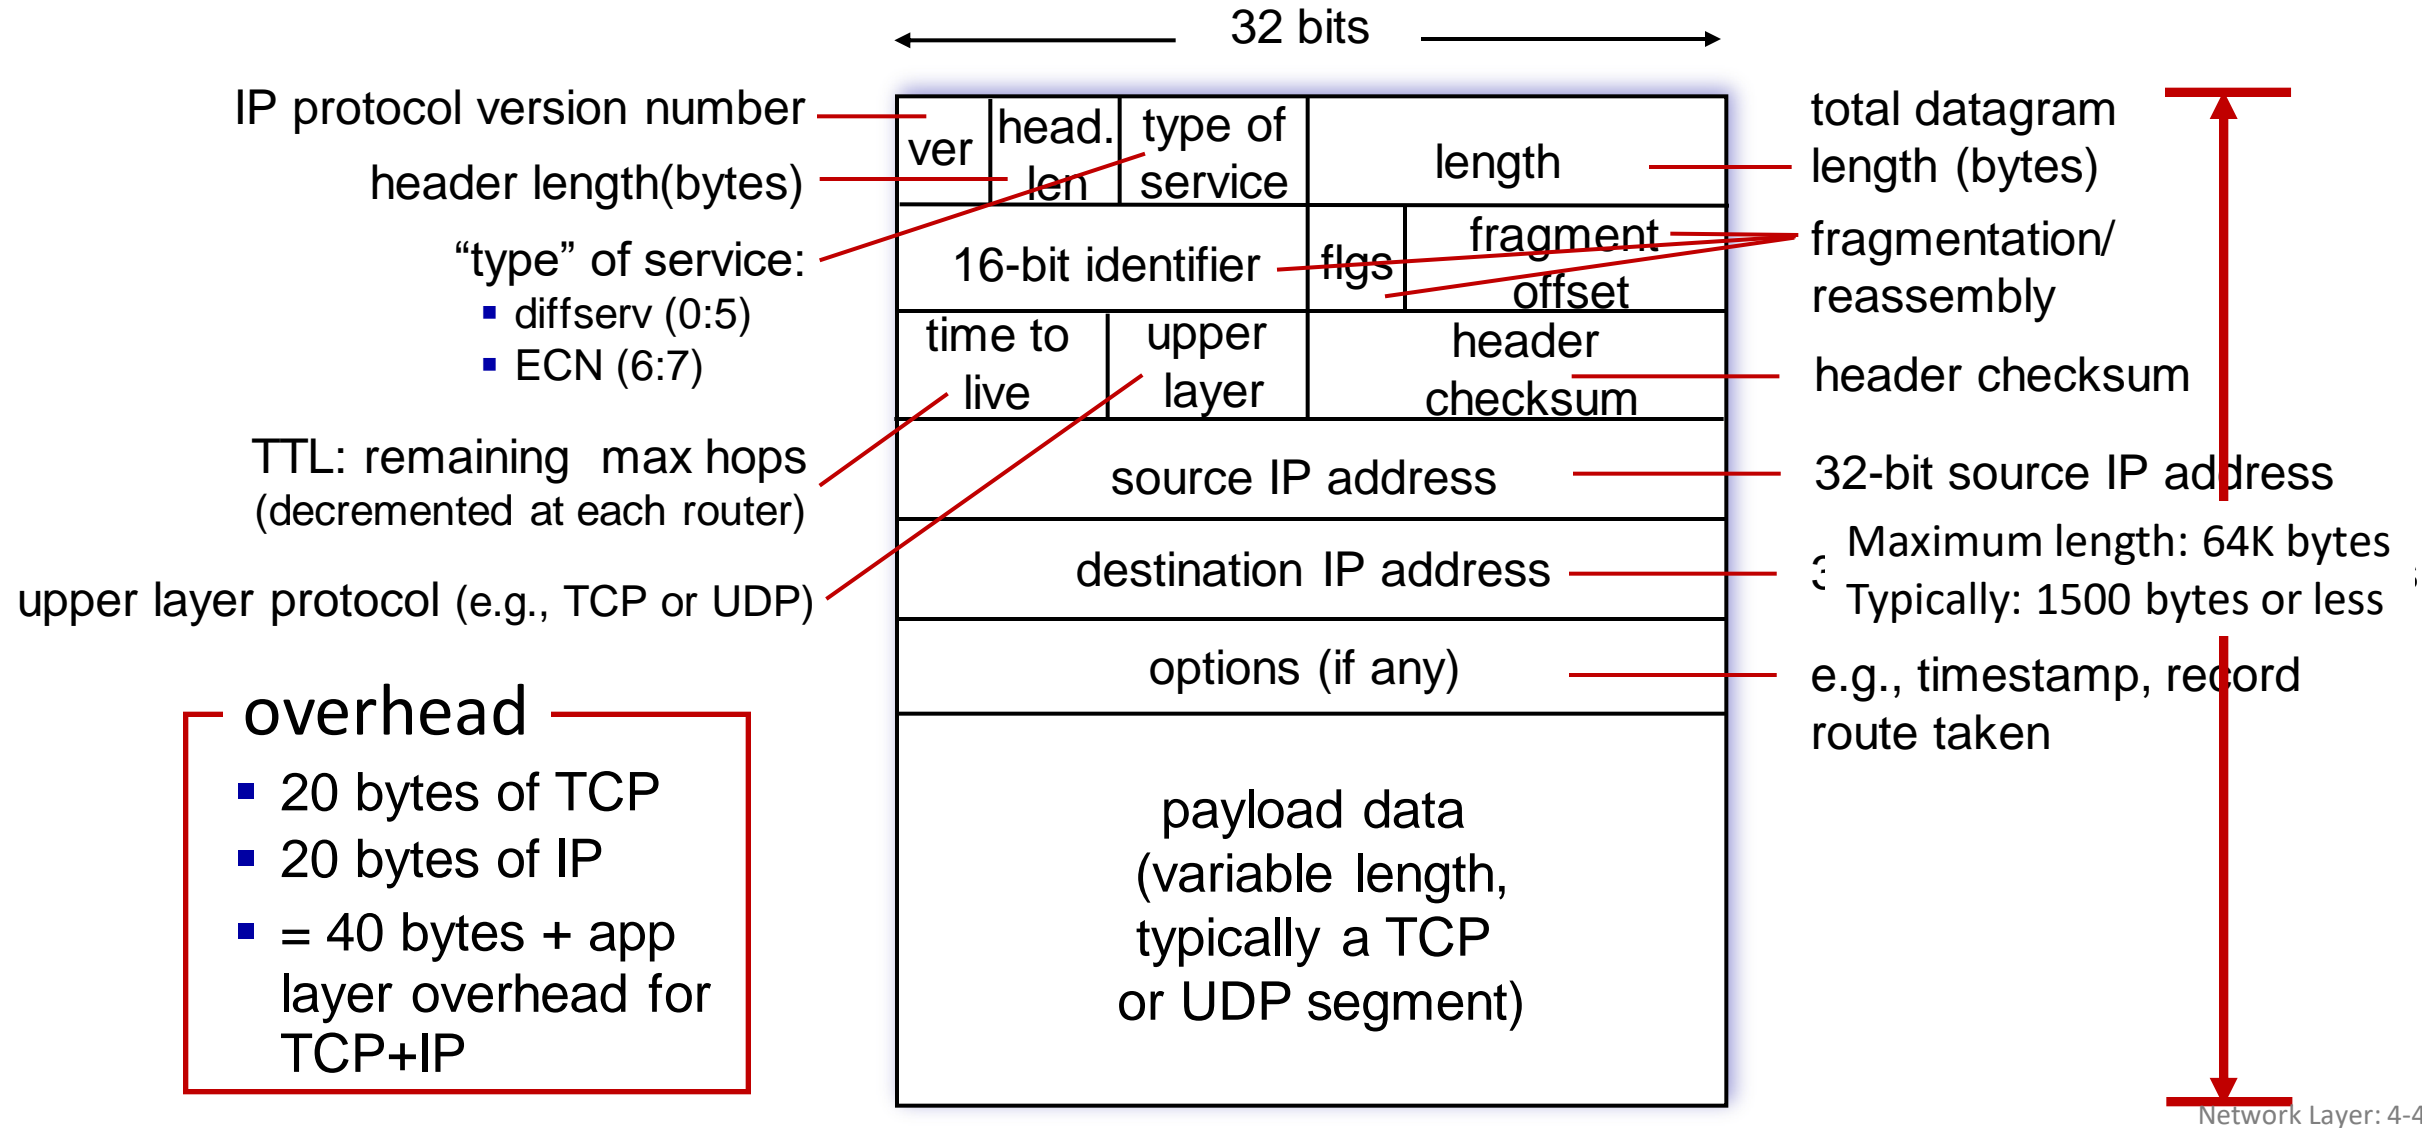 32 bits
IP protocol version number
header length(bytes)
“type” of service:
diffserv (0:5)
ECN (6:7)
TTL: remaining max hops
(decremented at each router)
upper layer protocol (e.g., TCP or UDP)
overhead
20 bytes of TCP
20 bytes of IP
= 40 bytes + app
layer overhead for
TCP+IP
ver
head.
len
type of
service
length
16-bit identifier
flgs
fragment
offset
time to
live
upper
layer
header
checksum
source IP address
destination IP address
options (if any)
payload data
(variable length,
typically a TCP
or UDP segment)
total datagram
length (bytes)
fragmentation/
reassembly
header checksum
32-bit source IP address
Maximum length: 64K bytes
Typically: 1500 bytes or less
e.g., timestamp, record
route taken
Network Layer: 4-4